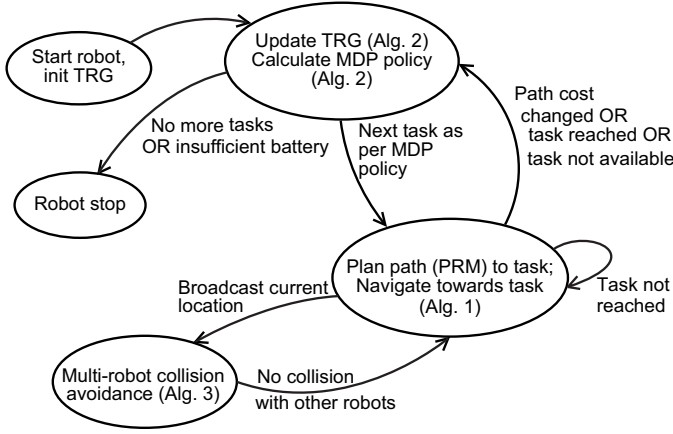 Start robot,
init TRG
Update TRG (Alg. 2)
Calculate MDP policy
(Alg. 2)
Path cost
changed OR
task reached OR
task not available
No more tasks
OR insufficient battery
Next task as
per MDP
policy
Robot stop
Plan path (PRM) to task;
Navigate towards task
(Alg. 1)
Task not
reached
Broadcast current
location
Multi-robot collision
avoidance (Alg. 3)
No collision
with other robots